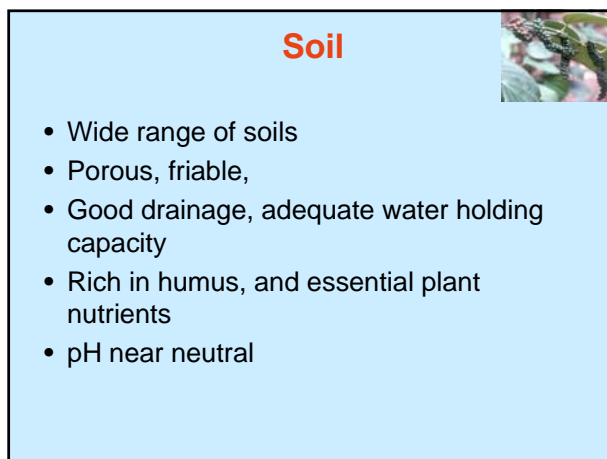 Soil
• Wide range of soils
• Porous, friable,
• Good drainage, adequate water holding
capacity
• Rich in humus, and essential plant
nutrients
• pH near neutral